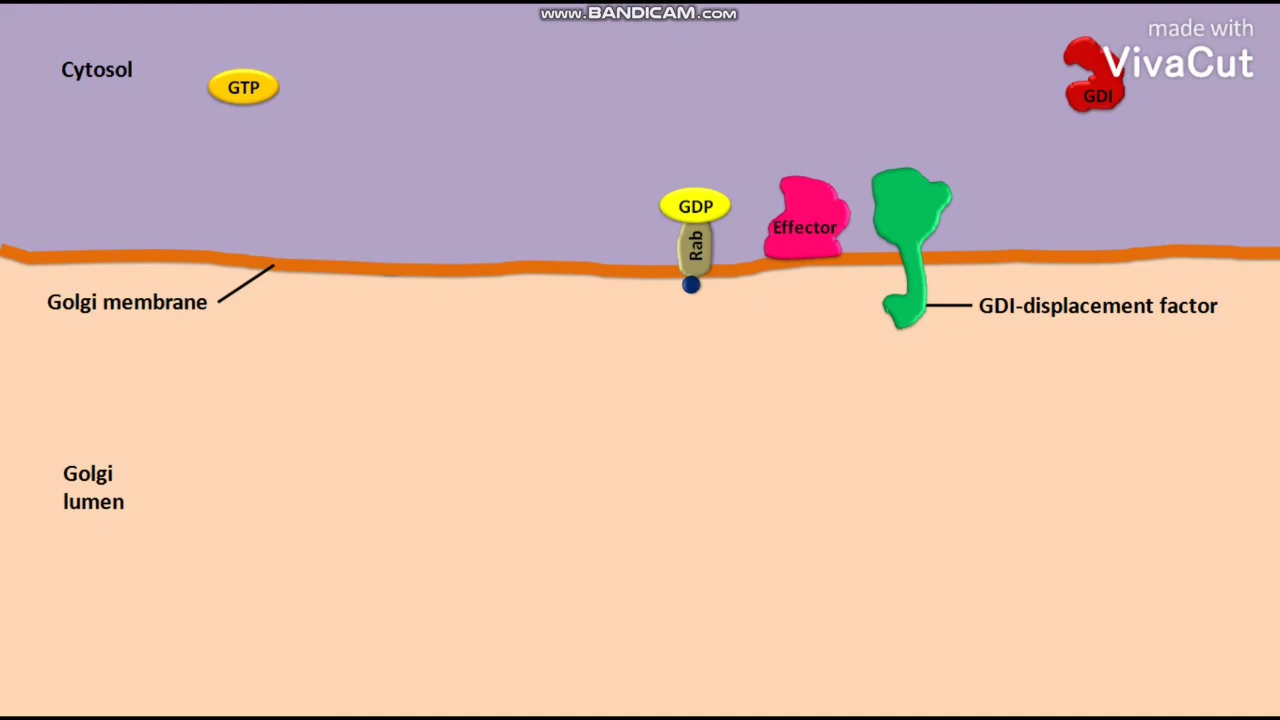 www.BANDICAM.com
made with
VivaCut
Cytosol
GTP
GDI
GDP
Rab
Effector
Golgi membrane
GDI-displacement factor
Golgi
lumen